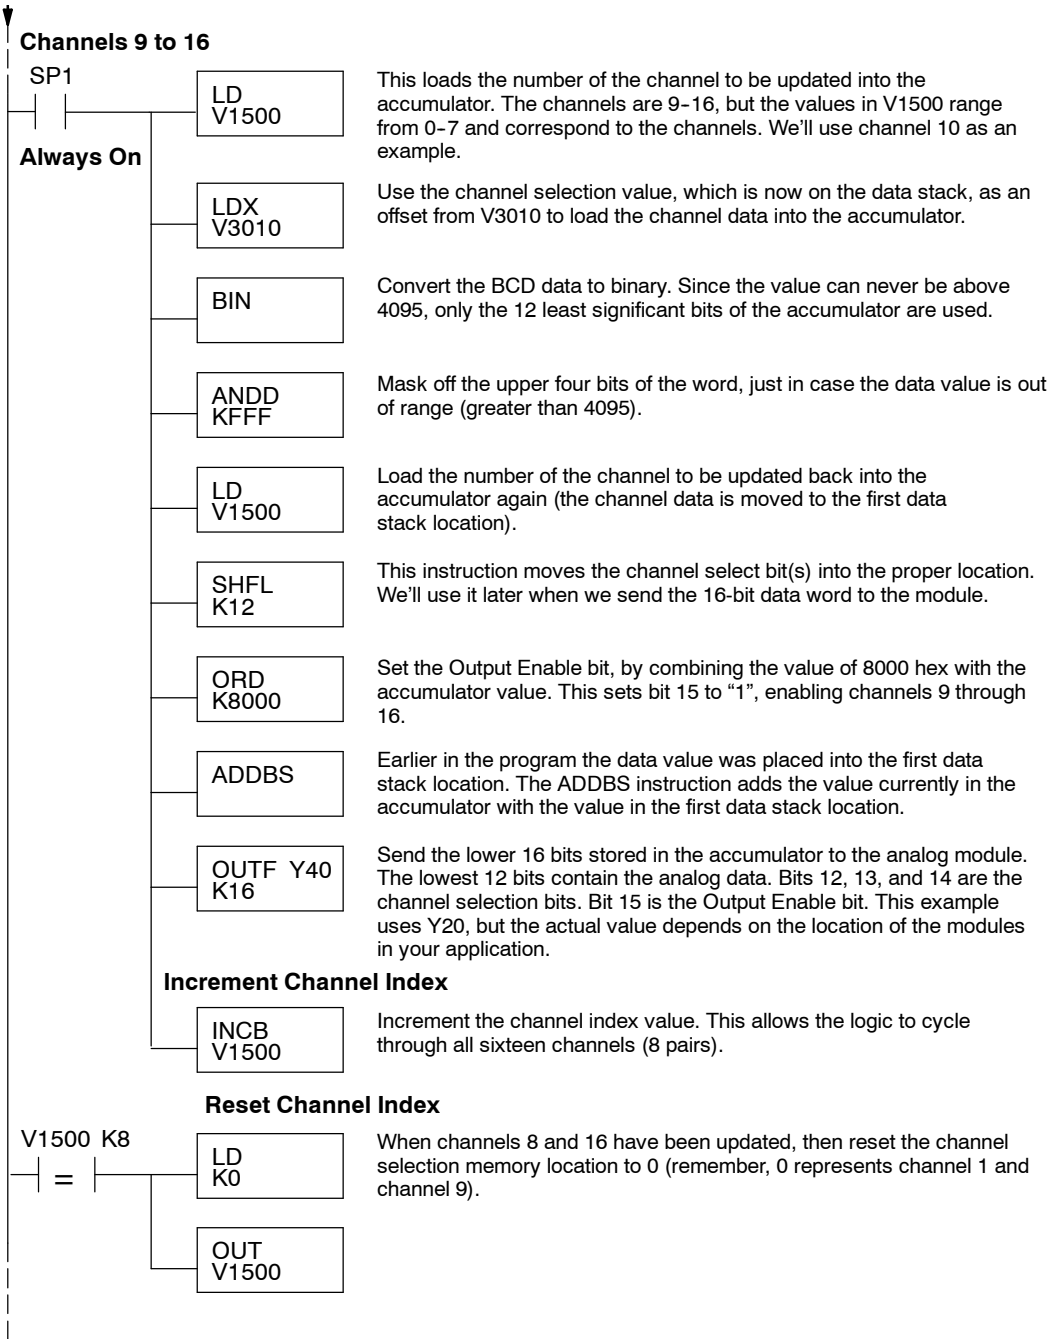 Channels 9 to 16
SP1
Always On
LD
V1500
This loads the number of the channel to be updated into the
accumulator. The channels are 9--16, but the values in V1500 range
from 0--7 and correspond to the channels. We’ll use channel 10 as an
example.
LDX
V3010
Use the channel selection value, which is now on the data stack, as an
offset from V3010 to load the channel data into the accumulator.
BIN
Convert the BCD data to binary. Since the value can never be above
4095, only the 12 least significant bits of the accumulator are used.
ANDD
KFFF
Mask off the upper four bits of the word, just in case the data value is out
of range (greater than 4095).
LD
V1500
Load the number of the channel to be updated back into the
accumulator again (the channel data is moved to the first data
stack location).
SHFL
K12
This instruction moves the channel select bit(s) into the proper location.
We’ll use it later when we send the 16-bit data word to the module.
ORD
K8000
Set the Output Enable bit, by combining the value of 8000 hex with the
accumulator value. This sets bit 15 to “1”, enabling channels 9 through
16.
ADDBS
Earlier in the program the data value was placed into the first data
stack location. The ADDBS instruction adds the value currently in the
accumulator with the value in the first data stack location.
OUTF Y40
K16
Send the lower 16 bits stored in the accumulator to the analog module.
The lowest 12 bits contain the analog data. Bits 12, 13, and 14 are the
channel selection bits. Bit 15 is the Output Enable bit. This example
uses Y20, but the actual value depends on the location of the modules
in your application.
Increment Channel Index
INCB
V1500
Increment the channel index value. This allows the logic to cycle
through all sixteen channels (8 pairs).
Reset Channel Index
V1500 K8
=
LD
K0
When channels 8 and 16 have been updated, then reset the channel
selection memory location to 0 (remember, 0 represents channel 1 and
channel 9).
OUT
V1500